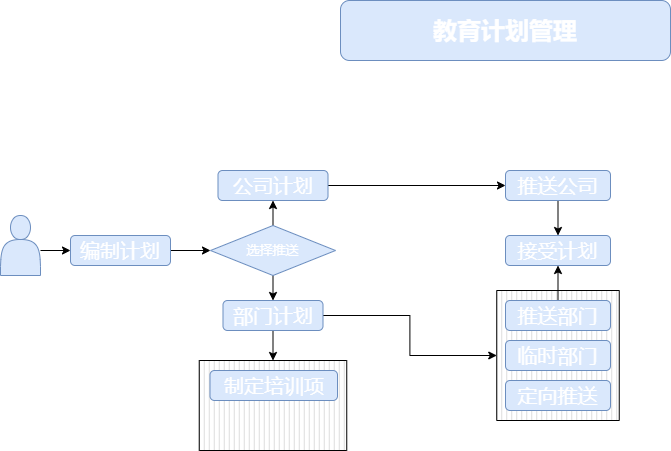 教育计划管理
公司计划
推送公司
编制计划
选择推送
接受计划
部门计划
推送部门
临时部门
制定培训项
定向推送